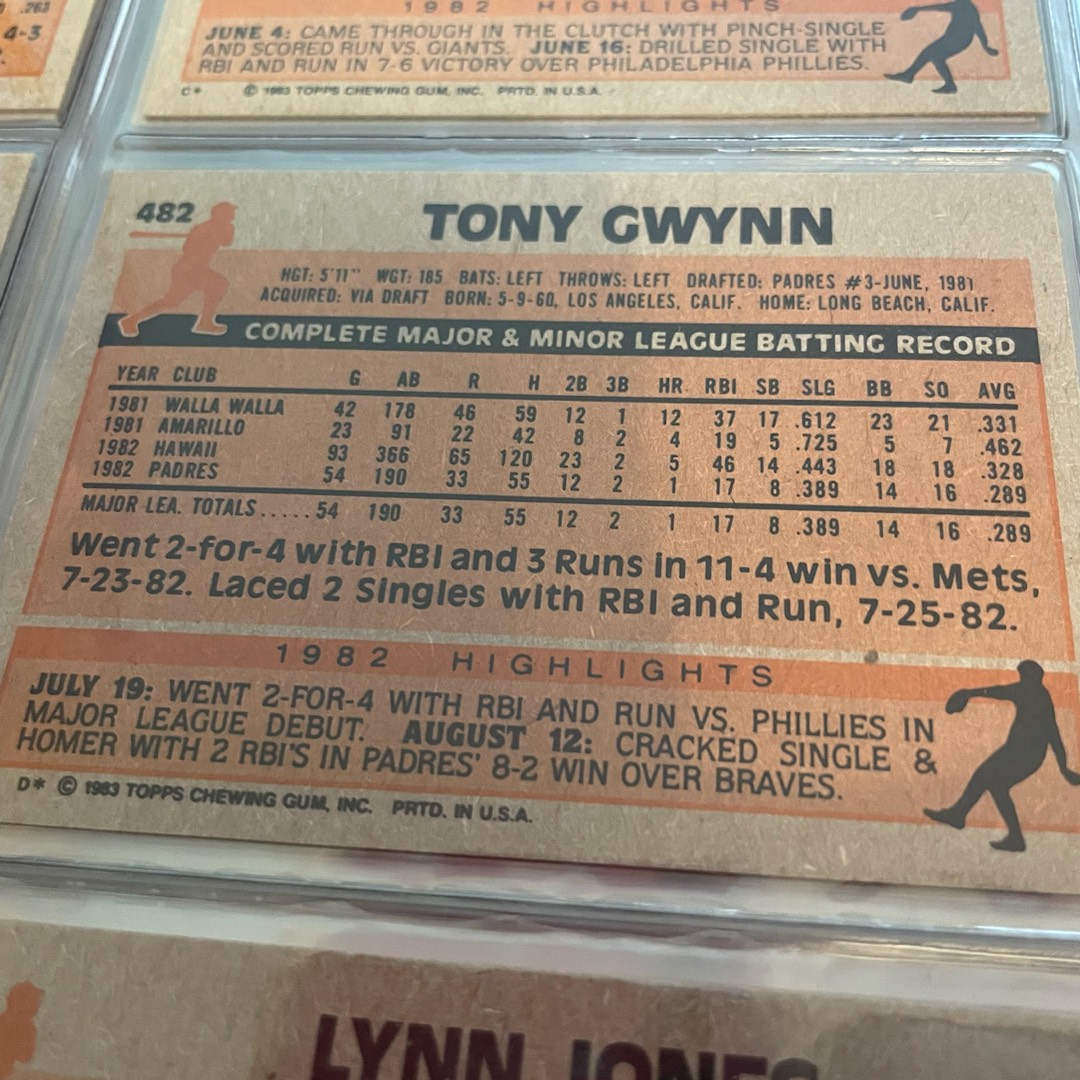 .263
4-3
1982 HIGHLIGHTS
JUNE 4: CAME THROUGH IN THE CLUTCH WITH PINCH-SINGLE
AND SCORED RUN VS. GIANTS. JUNE 16: DRILLED SINGLE WITH
RBI AND RUN IN 7-6 VICTORY OVER PHILADELPHIA PHILLIES.
C* © 1983 TOPPS CHEWING GUM, INC. PRTD. IN U.S.A.
482
TONY GWYNN
HGT: 5'11" WGT: 185 BATS: LEFT THROWS: LEFT DRAFTED: PADRES #3-JUNE, 1981
ACQUIRED: VIA DRAFT BORN: 5-9-60, LOS ANGELES, CALIF. HOME: LONG BEACH, CALIF.
COMPLETE MAJOR & MINOR LEAGUE BATTING RECORD
YEAR CLUB G AB R H 2B 3B HR RBI SB SLG BB SO AVG
1981 WALLA WALLA 42 178 46 59 12 1 12 37 17 .612 23 21 .331
1981 AMARILLO 23 91 22 42 8 2 4 19 5 .725 5 7 .462
1982 HAWAII 93 366 65 120 23 2 5 46 14 .443 18 18 .328
1982 PADRES 54 190 33 55 12 2 1 17 8 .389 14 16 .289
MAJOR LEA. TOTALS.....54 190 33 55 12 2 1 17 8 .389 14 16 .289
Went 2-for-4 with RBI and 3 Runs in 11-4 win vs. Mets,
7-23-82. Laced 2 Singles with RBI and Run, 7-25-82.
1982 HIGHLIGHTS
JULY 19: WENT 2-FOR-4 WITH RBI AND RUN VS. PHILLIES IN
MAJOR LEAGUE DEBUT. AUGUST 12: CRACKED SINGLE &
HOMER WITH 2 RBI'S IN PADRES' 8-2 WIN OVER BRAVES.
D* © 1983 TOPPS CHEWING GUM, INC. PRTD. IN U.S.A.
LYNN JONES